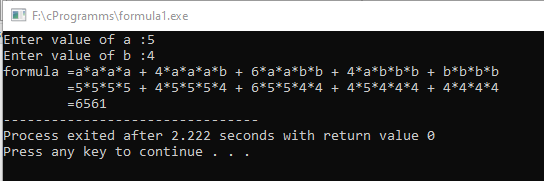 F:\cProgramms\formula1.exe
Enter value of a :5
Enter value of b :4
formula =a*a*a*a + 4*a*a*a*b + 6*a*a*b*b + 4*a*b*b*b + b*b*b*b
=5*5*5*5 + 4*5*5*5*4 + 6*5*5*4*4 + 4*5*4*4*4 + 4*4*4*4
=6561
--------------------------------
Process exited after 2.222 seconds with return value 0
Press any key to continue . . .